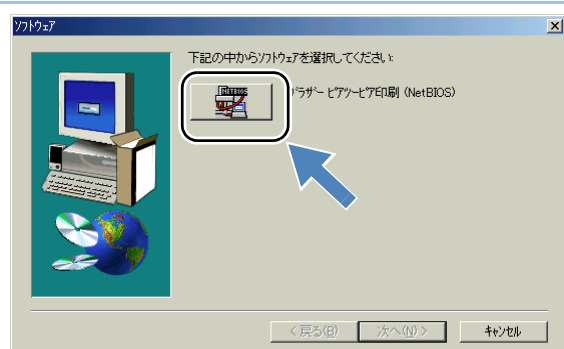 ソフトウェア
下記の中からソフトウェアを選択してください:
NETBIOS
ブラザー ピアツーピア印刷 (NetBIOS)
< 戻る(B)
次へ(N) >
キャンセル